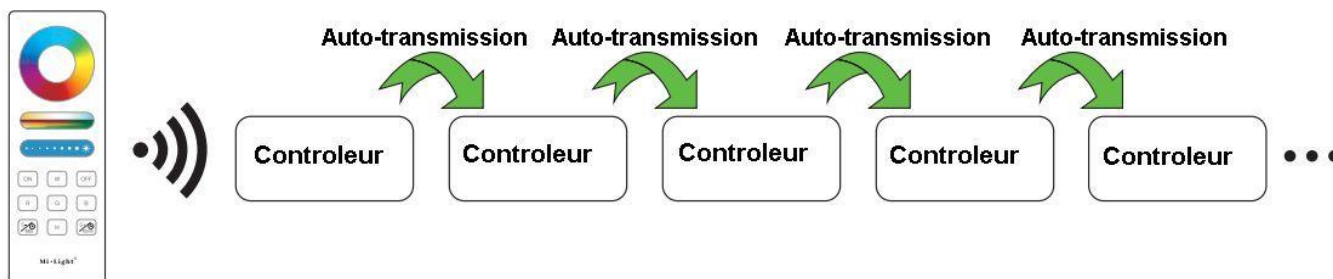 Auto-transmission Auto-transmission Auto-transmission Auto-transmission
Controleur Controleur Controleur Controleur Controleur
ON W OFF
R G B
M
Mi·Light